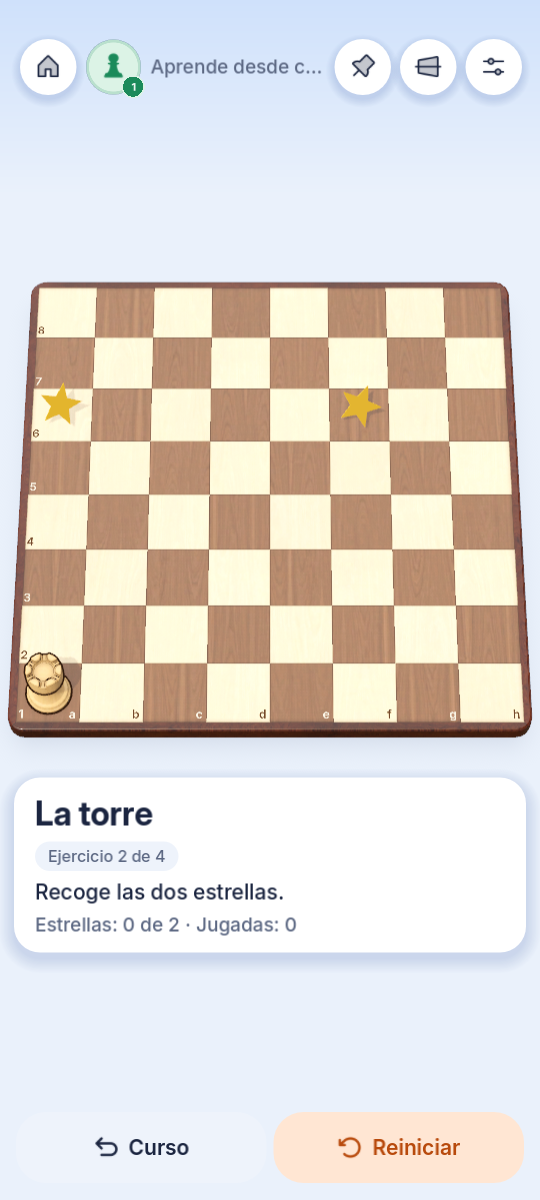 1
Aprende desde c...
8
7
6
5
4
3
2
1 a b c d e f g h
La torre
Ejercicio 2 de 4
Recoge las dos estrellas.
Estrellas: 0 de 2 · Jugadas: 0
Curso
Reiniciar